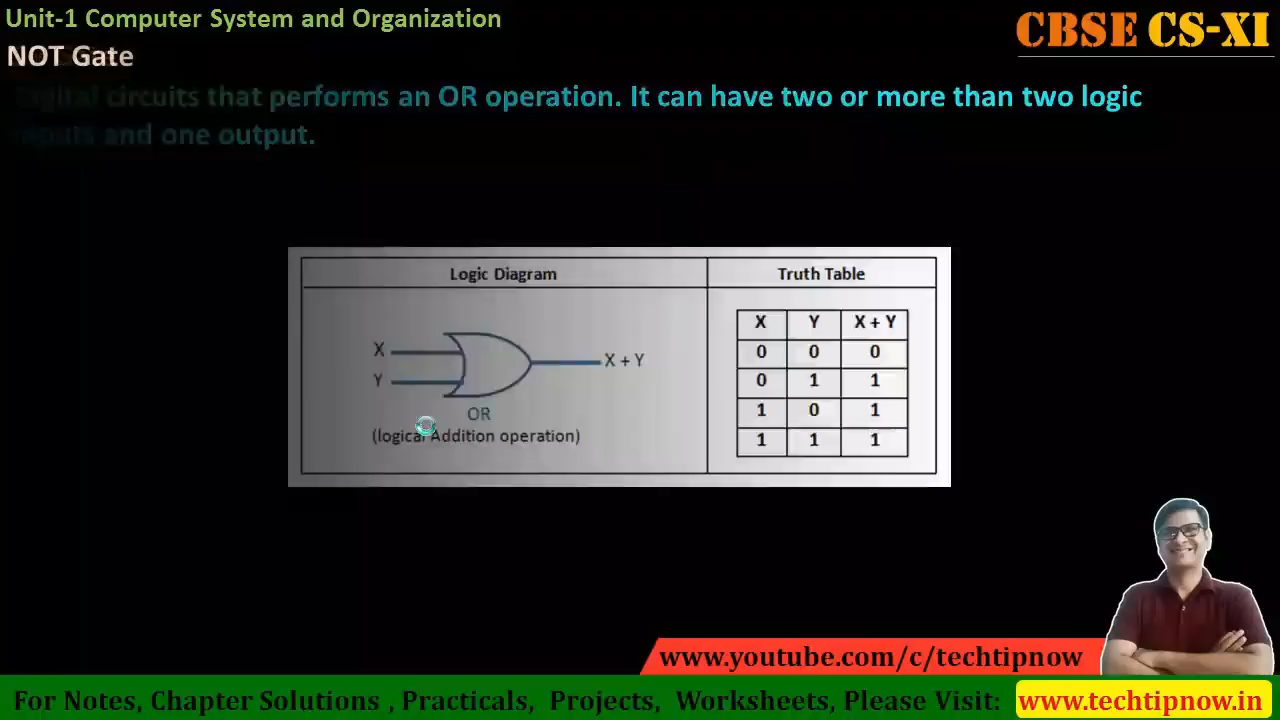 Unit-1 Computer System and Organization
CBSE CS-XI
NOT Gate
Digital circuits that performs an OR operation. It can have two or more than two logic
inputs and one output.
Logic Diagram
Truth Table
X
Y
X + Y
OR
(logical Addition operation)
X Y X + Y
0 0 0
0 1 1
1 0 1
1 1 1
www.youtube.com/c/techtipnow
For Notes, Chapter Solutions , Practicals, Projects, Worksheets, Please Visit: www.techtipnow.in